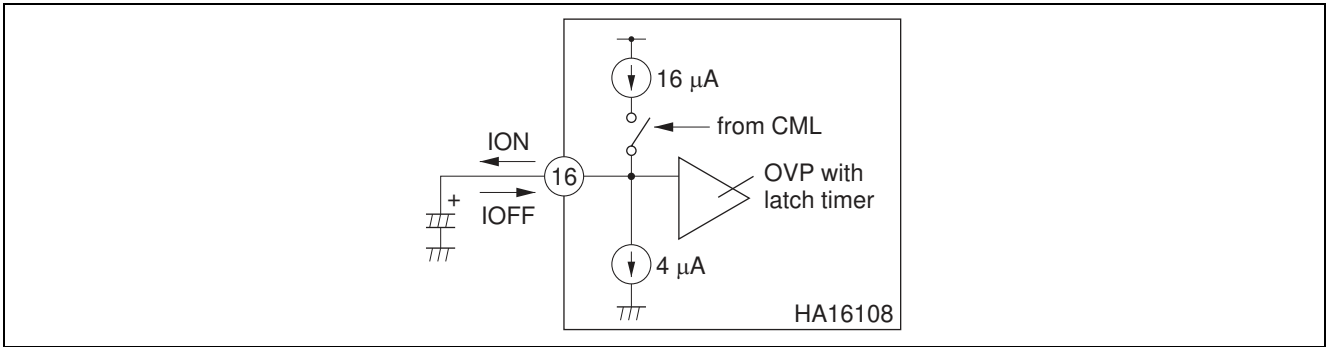 16 µA
from CML
ION
16
OVP with
latch timer
+
IOFF
4 µA
HA16108